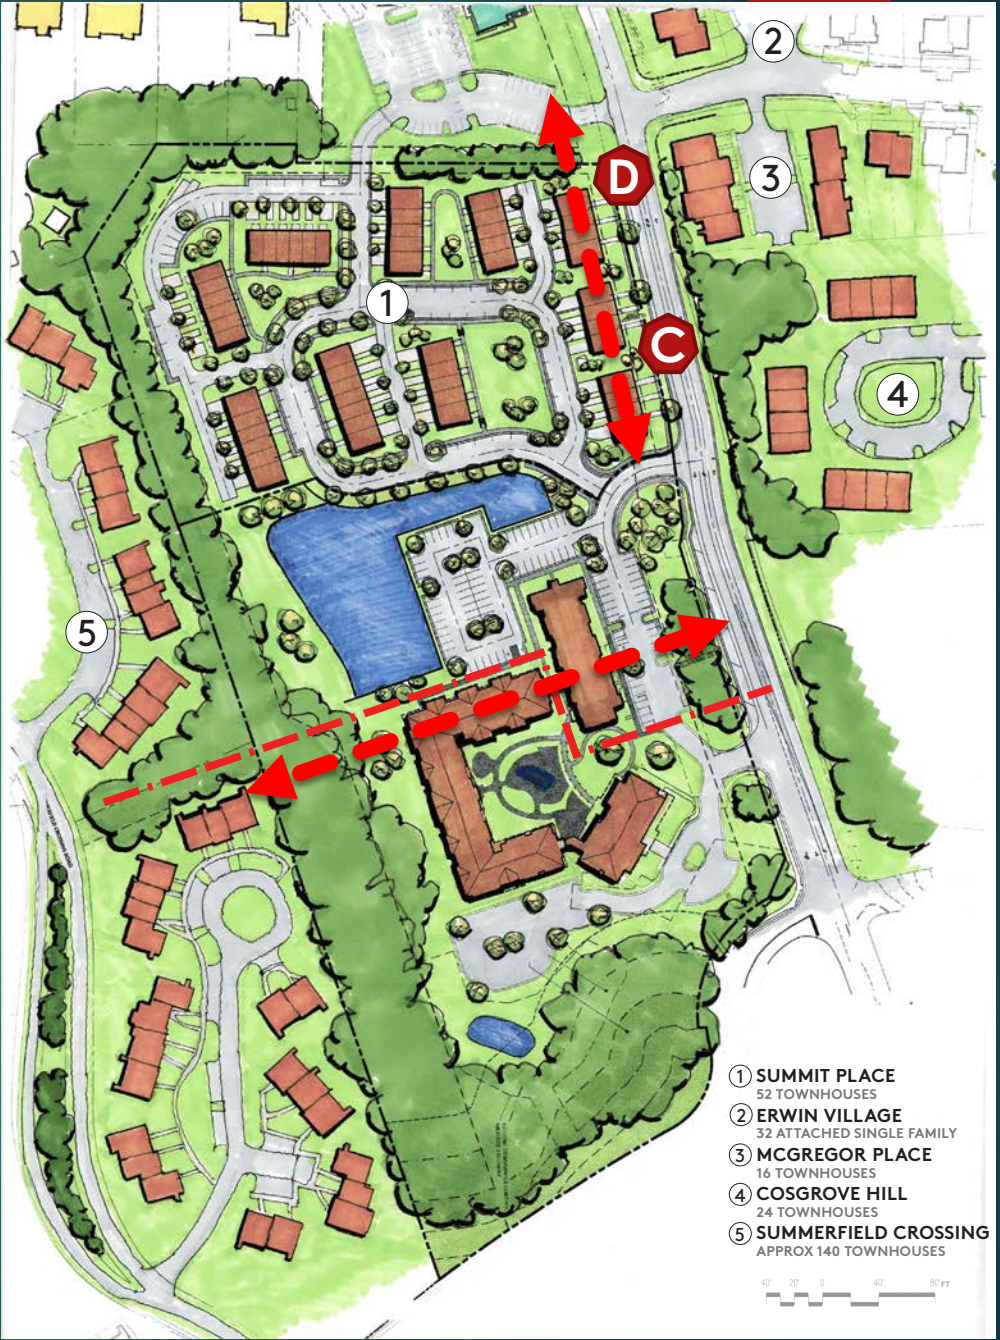 2
D
3
1
C
4
5
① SUMMIT PLACE
52 TOWNHOUSES
② ERWIN VILLAGE
32 ATTACHED SINGLE FAMILY
③ MCGREGOR PLACE
16 TOWNHOUSES
④ COSGROVE HILL
24 TOWNHOUSES
⑤ SUMMERFIELD CROSSING
APPROX 140 TOWNHOUSES
40' 20' 0 40' 80' FT